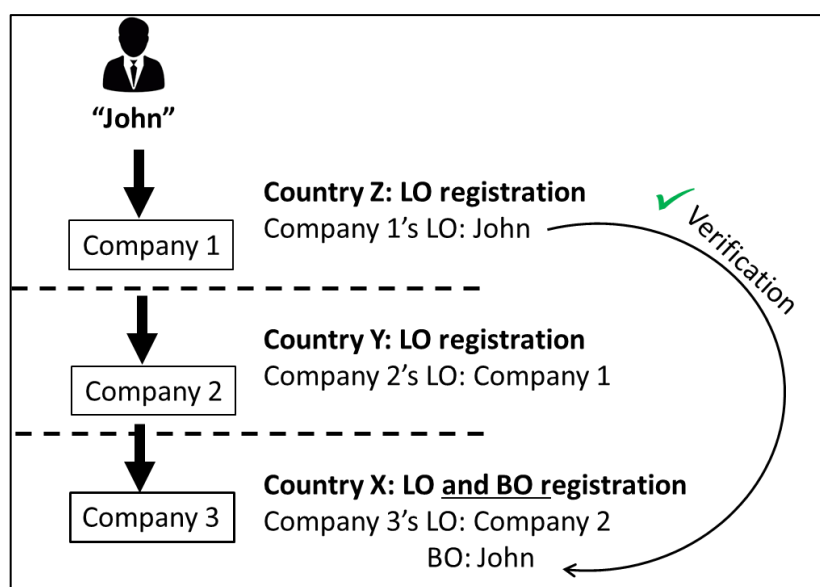 “John”
Country Z: LO registration
Company 1’s LO: John
Company 1
Verification
Country Y: LO registration
Company 2’s LO: Company 1
Company 2
Country X: LO and BO registration
Company 3’s LO: Company 2
Company 3
BO: John